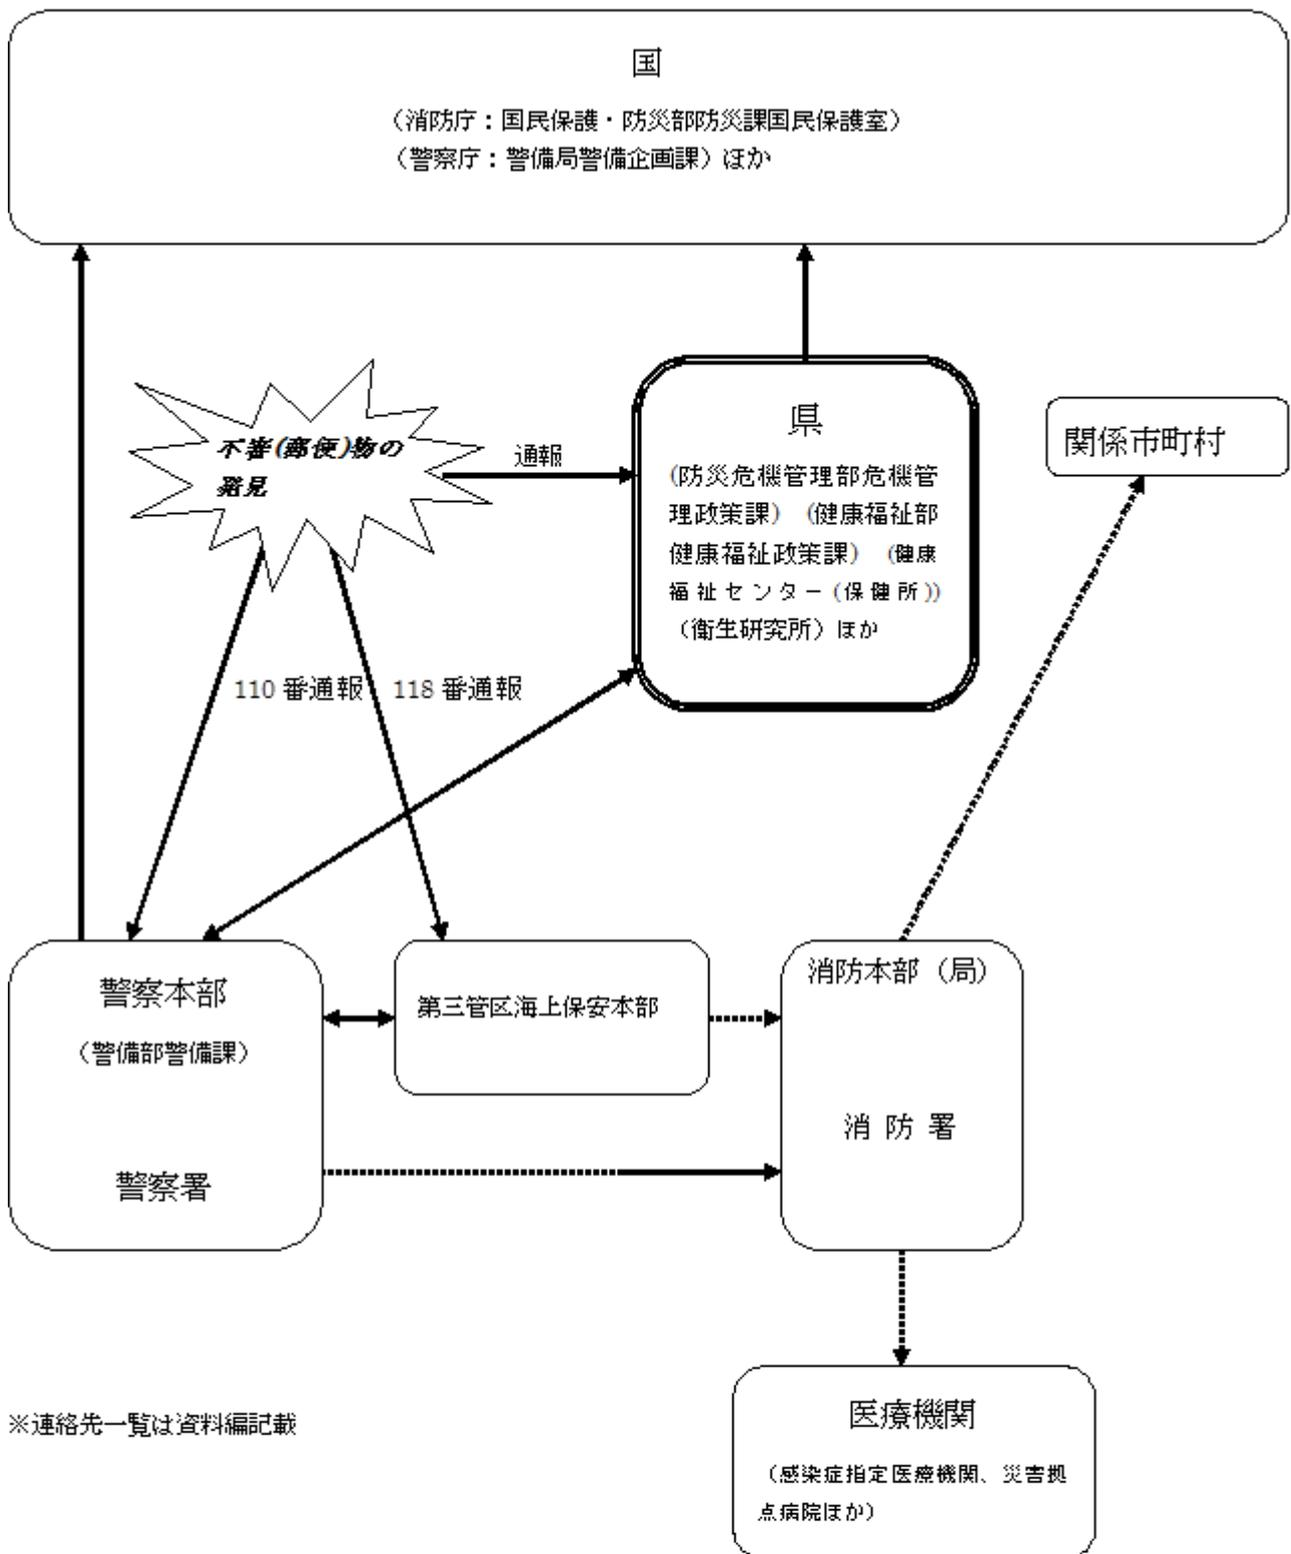 国
（消防庁：国民保護・防災部防災課国民保護室）
（警察庁：警備局警備企画課）ほか
不審(郵便)物の
発見
通報
県
(防災危機管理部危機管
理政策課) (健康福祉部
健康福祉政策課) (健康
福祉センター(保健所))
（衛生研究所）ほか
関係市町村
110 番通報
118 番通報
警察本部
（警備部警備課）
警察署
第三管区海上保安本部
消防本部（局）
消 防 署
※連絡先一覧は資料編記載
医療機関
（感染症指定医療機関、災害拠
点病院ほか）